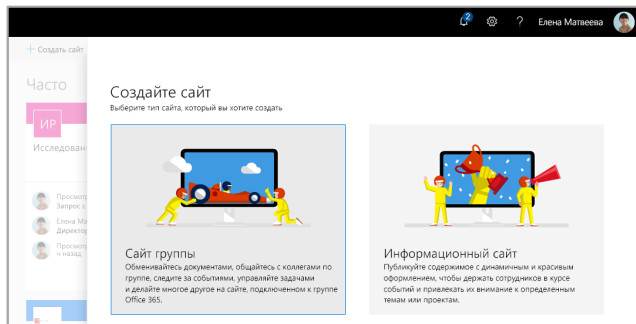 2
? Елена Матвеева
+ Создать сайт
Часто
ИР
Исследован
Просмотр
Запрос с
Елена Ма
Директор
Просмотр
ч назад
Создайте сайт
Выберите тип сайта, который вы хотите создать
Сайт группы
Обменивайтесь документами, общайтесь с коллегами по
группе, следите за событиями, управляйте задачами
и делайте многое другое на сайте, подключенном к группе
Office 365.
Информационный сайт
Публикуйте содержимое с динамичным и красивым
оформлением, чтобы держать сотрудников в курсе
событий и привлекать их внимание к определенным
темам или проектам.